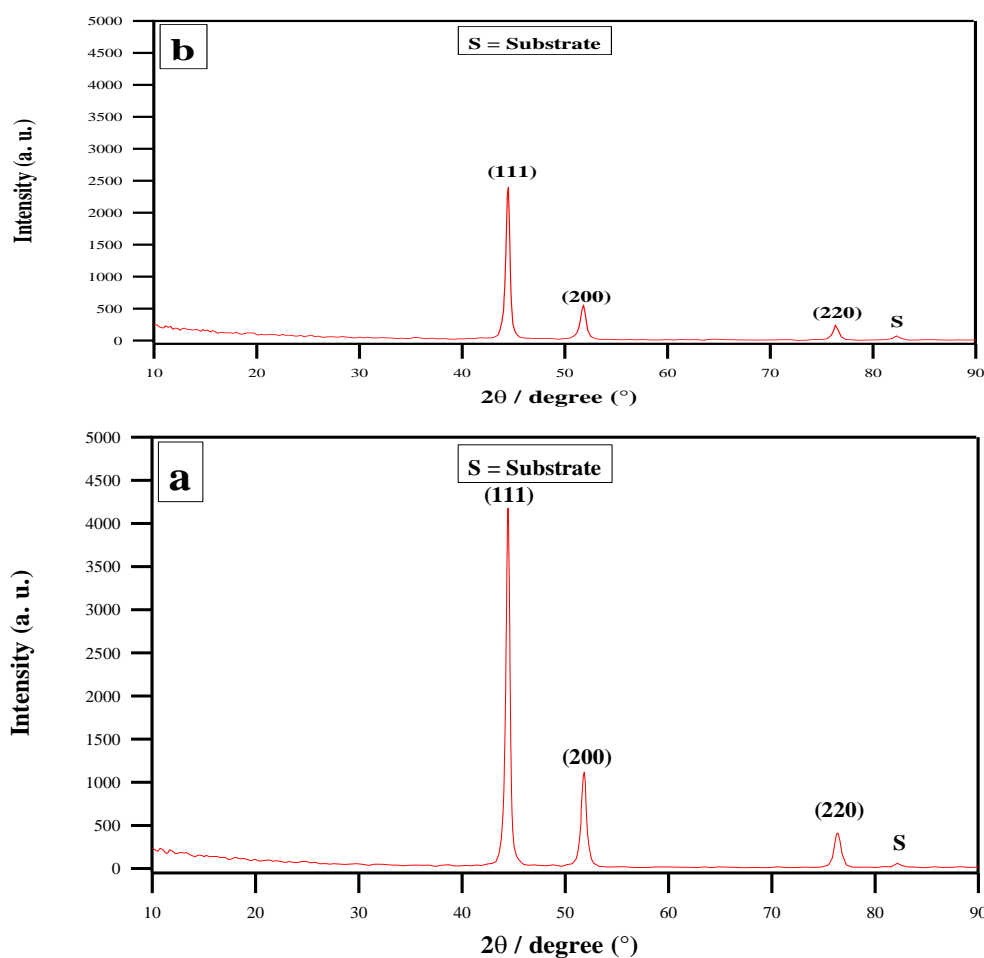 b
S = Substrate
5000
4500
4000
3500
3000
2500
2000
1500
1000
500
0
Intensity (a. u.)
(111)
(200)
(220)
S
10 20 30 40 50 60 70 80 90
2θ / degree (°)
a
S = Substrate
5000
4500
4000
3500
3000
2500
2000
1500
1000
500
0
Intensity (a. u.)
(111)
(200)
(220)
S
10 20 30 40 50 60 70 80 90
2θ / degree (°)